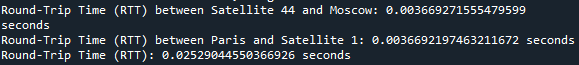 Round-Trip Time (RTT) between Satellite 44 and Moscow: 0.003669271555479599
seconds
Round-Trip Time (RTT) between Paris and Satellite 1: 0.0036692197463211672 seconds
Round-Trip Time (RTT): 0.02529044550366926 seconds